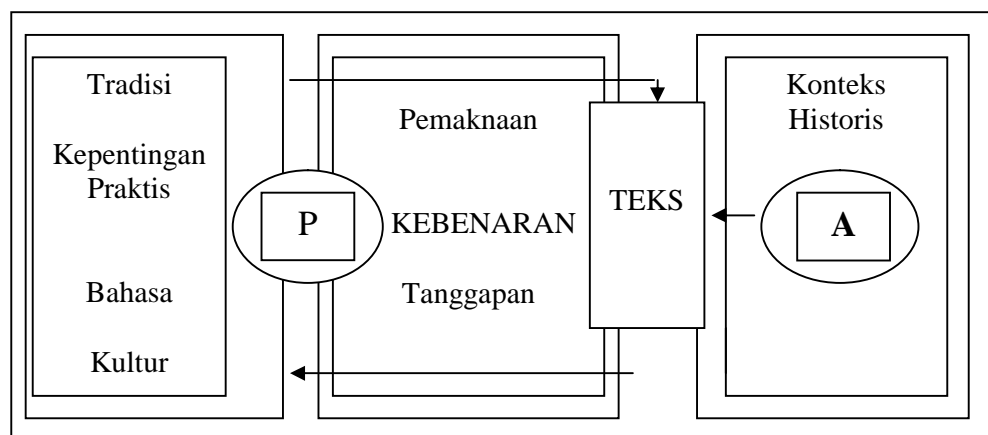 Tradisi
Kepentingan
Praktis
Bahasa
Kultur
P
Pemaknaan
KEBENARAN
Tanggapan
TEKS
Konteks
Historis
A